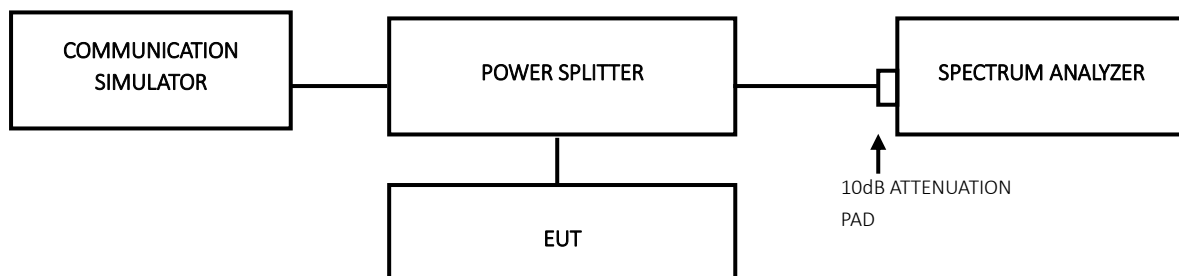 COMMUNICATION
SIMULATOR
POWER SPLITTER
SPECTRUM ANALYZER
10dB ATTENUATION
PAD
EUT